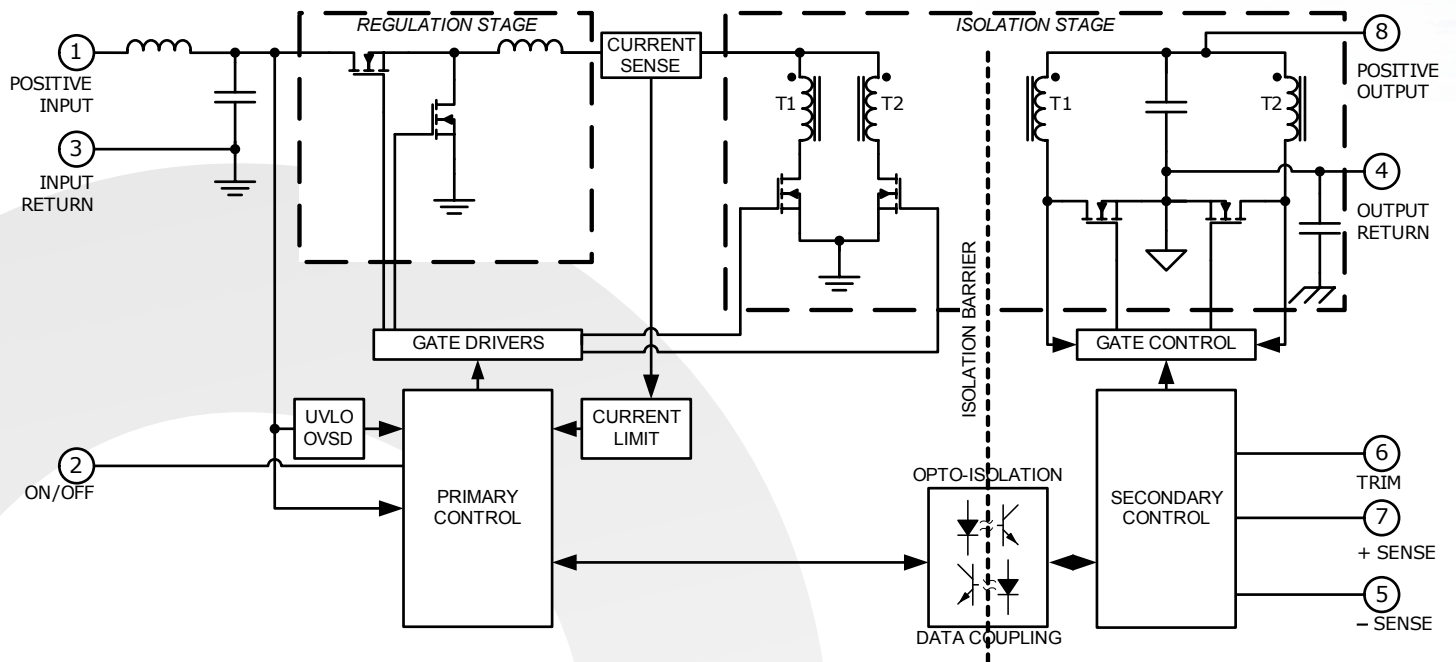 REGULATION STAGE
ISOLATION STAGE
1
POSITIVE
INPUT
3
INPUT
RETURN
CURRENT
SENSE
T1
T2
T1
T2
8
POSITIVE
OUTPUT
4
OUTPUT
RETURN
ISOLATION BARRIER
GATE DRIVERS
GATE CONTROL
UVLO
OVSD
CURRENT
LIMIT
2
ON/OFF
PRIMARY
CONTROL
OPTO-ISOLATION
DATA COUPLING
SECONDARY
CONTROL
6
TRIM
7
+ SENSE
5
– SENSE